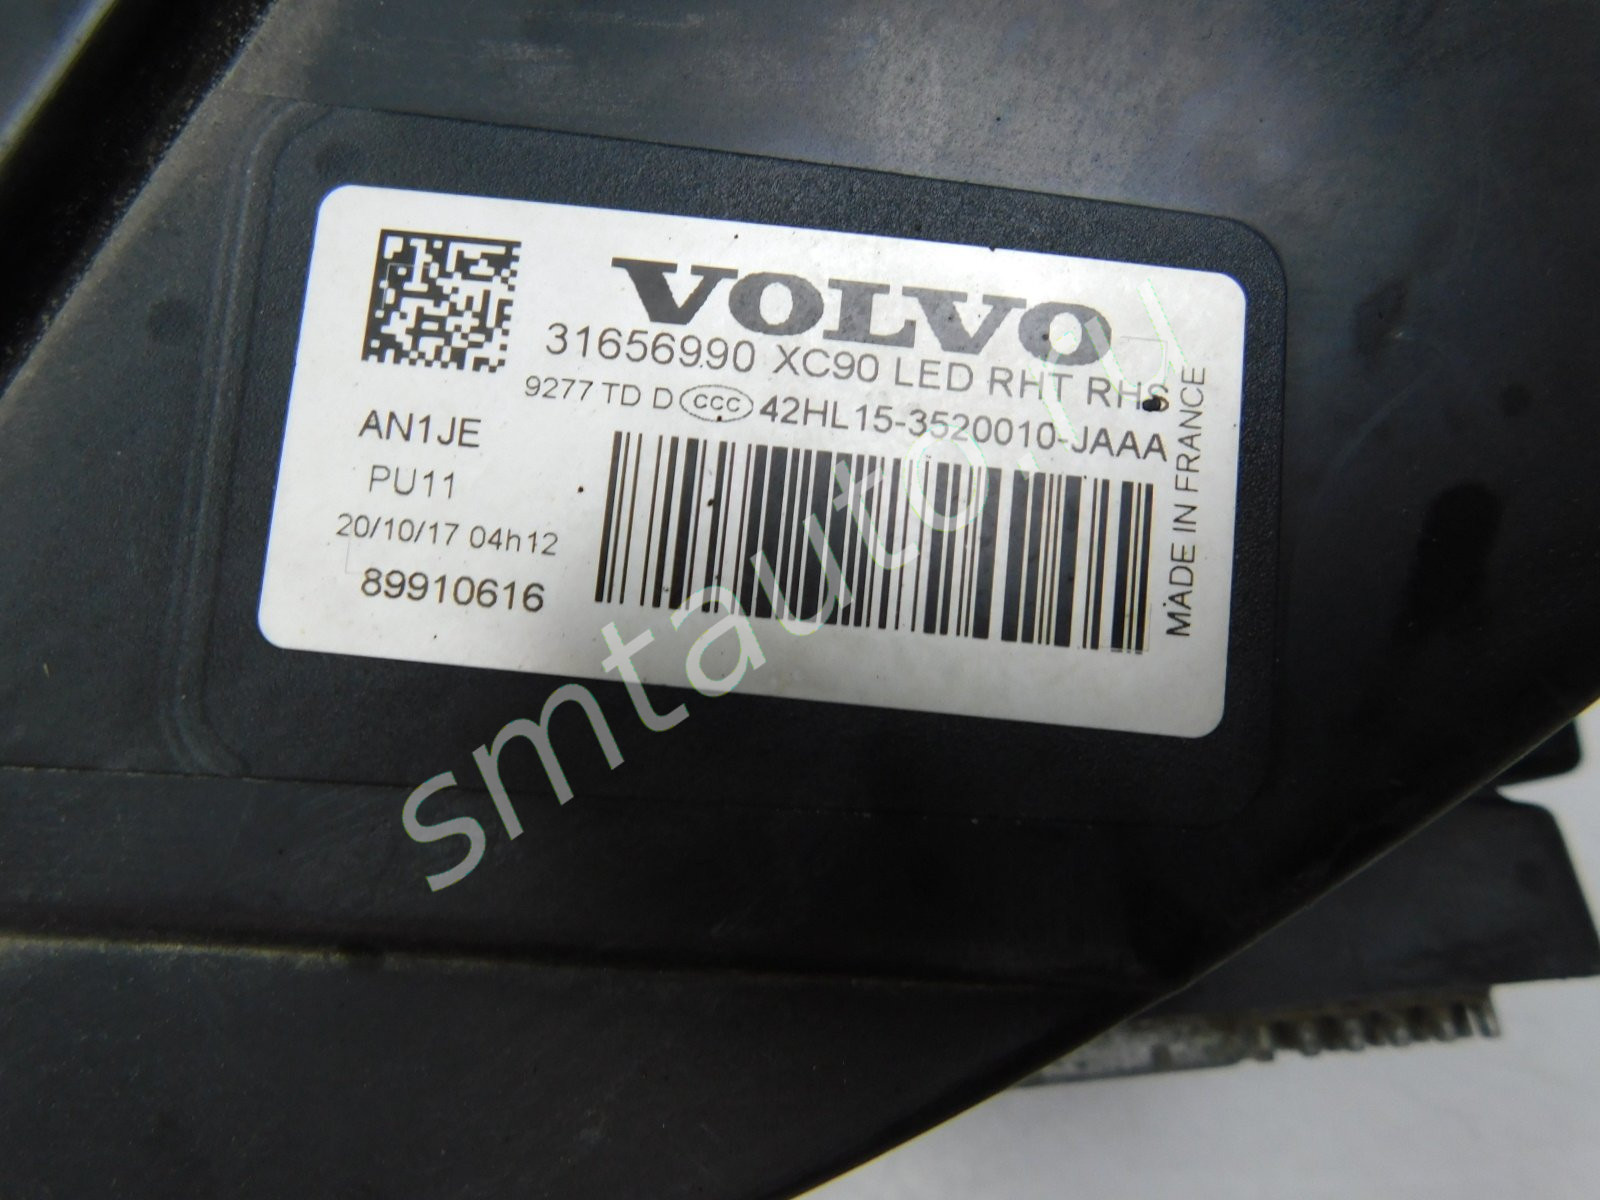 VOLVO
31656990 XC90 LED RHT RHS
9277 TD D CCC 42HL15-3520010-JAAA
AN1JE
PU11
20/10/17 04h12
89910616
MADE IN FRANCE
smtauto.ru